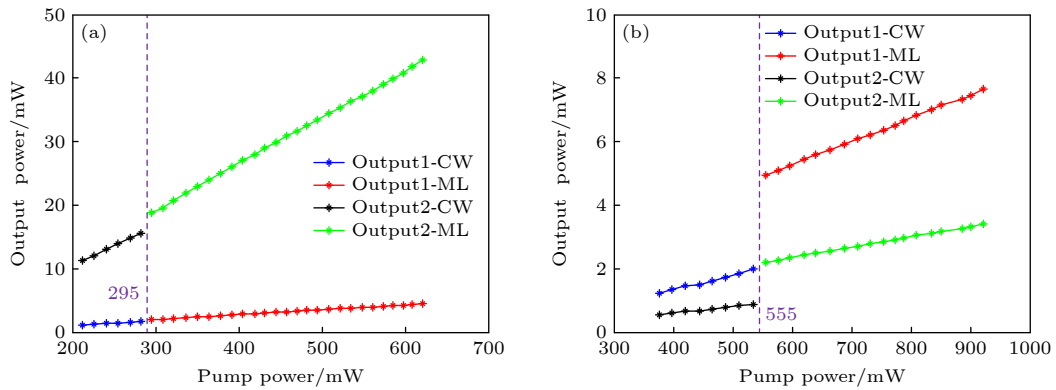 (a)
50
40
30
20
10
0
Output power/mW
Output1-CW
Output1-ML
Output2-CW
Output2-ML
295
200 300 400 500 600 700
Pump power/mW
(b)
10
8
6
4
2
0
Output power/mW
Output1-CW
Output1-ML
Output2-CW
Output2-ML
555
300 400 500 600 700 800 900 1000
Pump power/mW